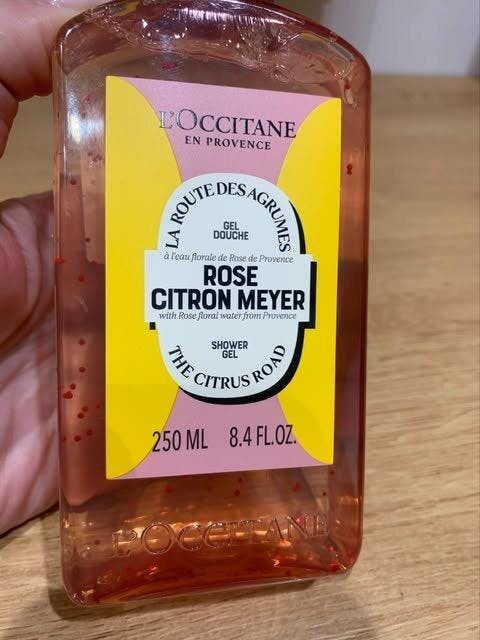 L'OCCITANE
EN PROVENCE
LA ROUTE DES AGRUMES
GEL
DOUCHE
à l'eau florale de Rose de Provence
ROSE
CITRON MEYER
with Rose floral water from Provence
SHOWER
GEL
THE CITRUS ROAD
250 ML 8.4 FL.OZ.
L'OCCITANE